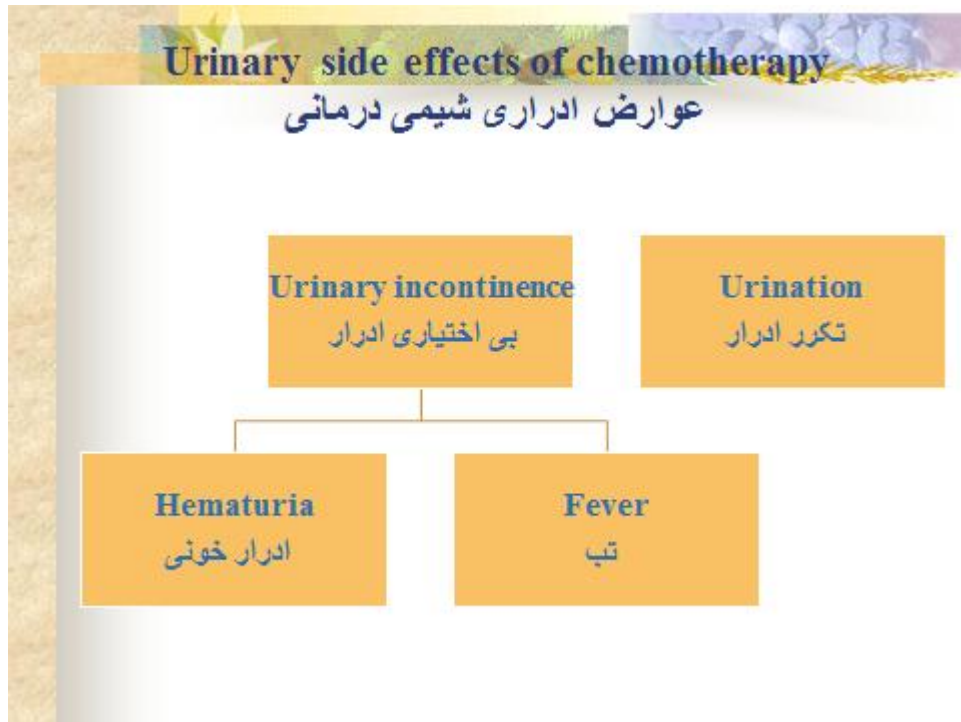 Urinary side effects of chemotherapy
عوارض ادراری شیمی درمانی
Urinary incontinence
بی اختیاری ادرار
Urination
تکرر ادرار
Hematuria
ادرار خونی
Fever
تب